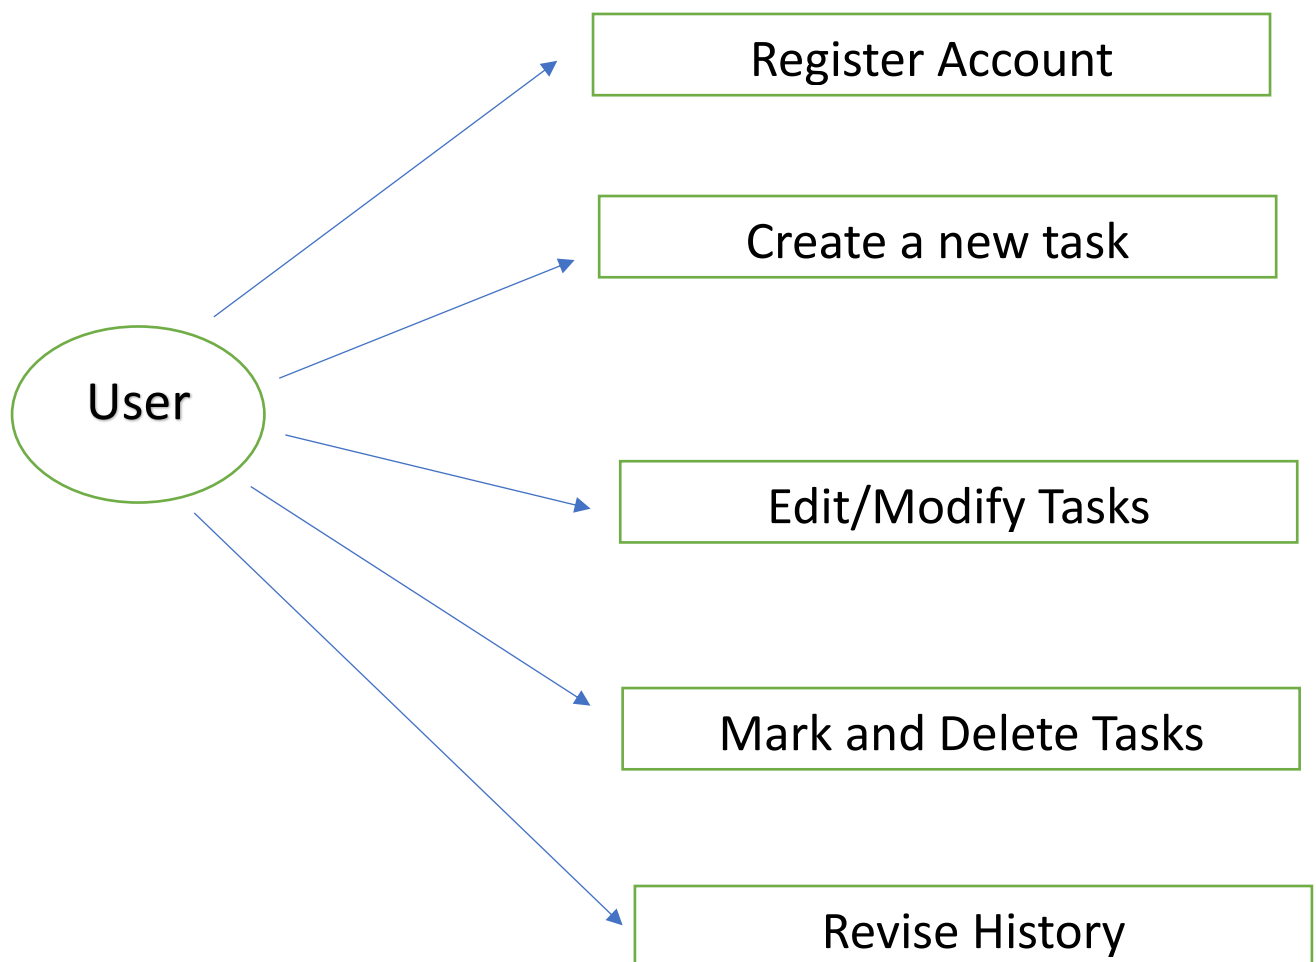 Register Account
Create a new task
User
Edit/Modify Tasks
Mark and Delete Tasks
Revise History